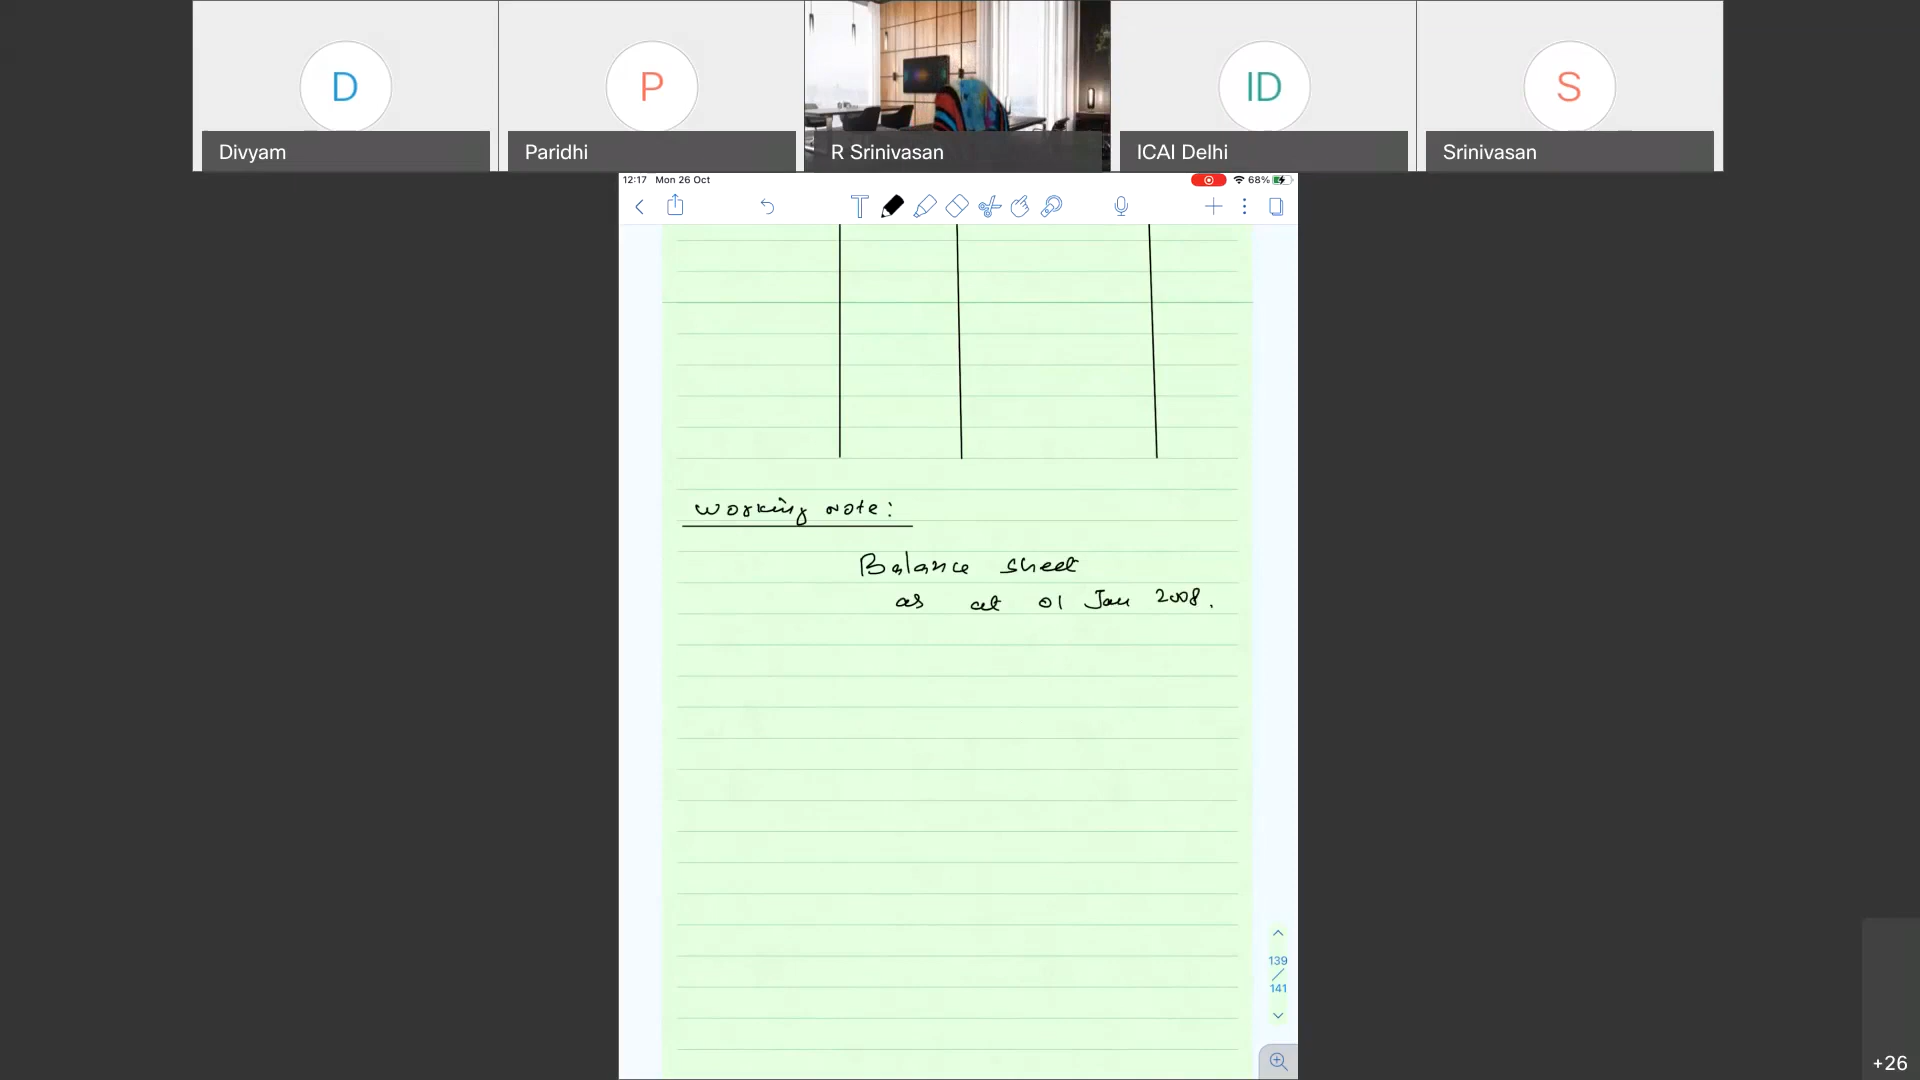 D
P
ID
S
Divyam
Paridhi
R Srinivasan
ICAI Delhi
Srinivasan
12:17 Mon 26 Oct
68%
T
Working Note:
Balance Sheet
as at 01 Jan 2008.
139
141
+26